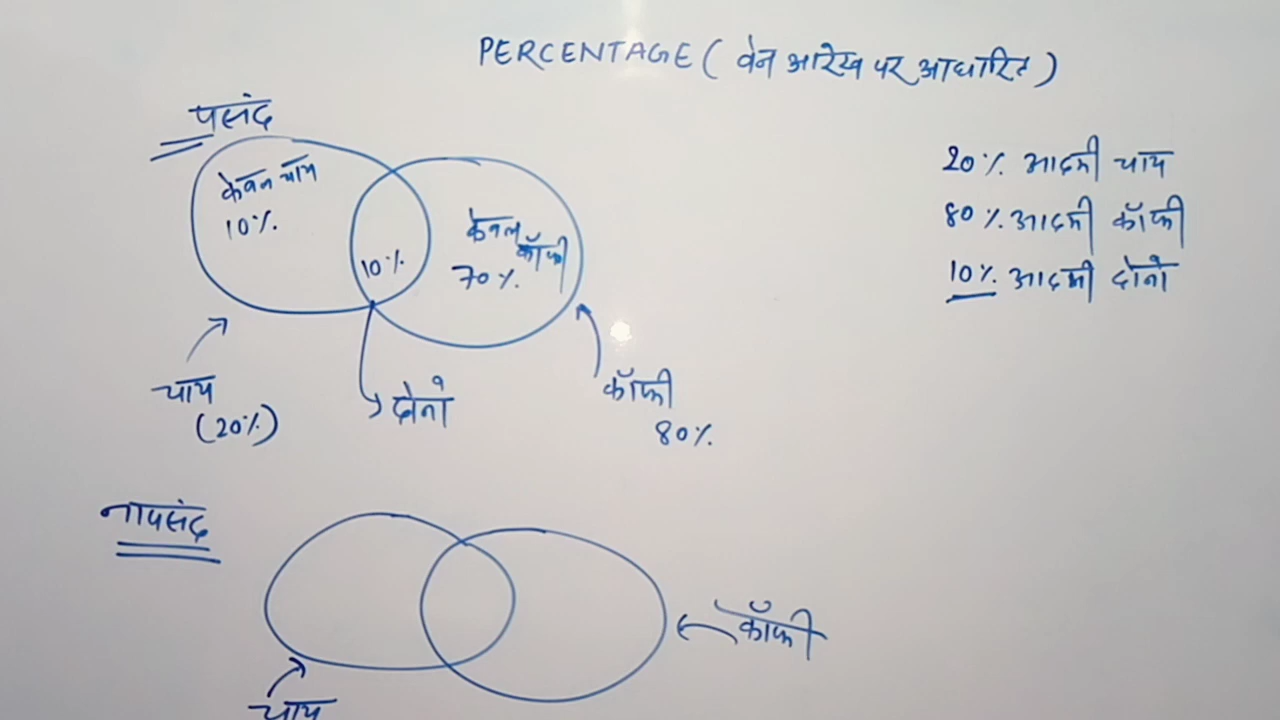 PERCENTAGE ( वेन आरेख पर आधारित )
पसंद
केवल चाय
10%.
10%.
केवल
कॉफी
70%.
चाय
(20%)
दोनो
कॉफी
80%.
20%. आदमी चाय
80%. आदमी कॉफी
10%. आदमी दोनो
नापसंद
चाय
कॉफी